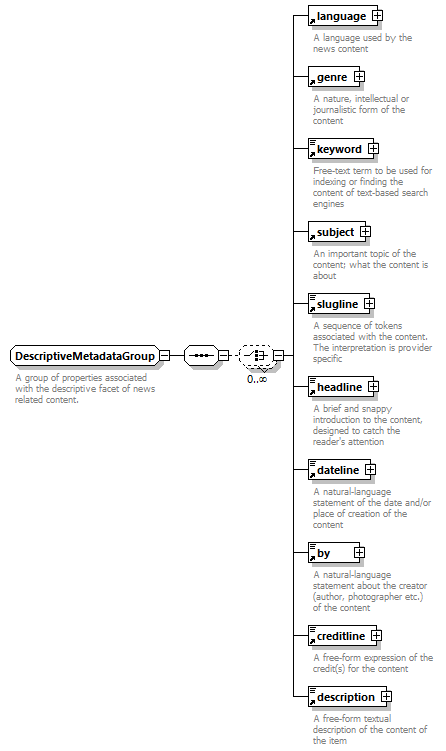 language
A language used by the
news content
genre
A nature, intellectual or
journalistic form of the
content
keyword
Free-text term to be used for
indexing or finding the
content of text-based search
engines
subject
An important topic of the
content; what the content is
about
slugline
A sequence of tokens
associated with the content.
The interpretation is provider
specific
DescriptiveMetadataGroup
A group of properties associated
with the descriptive facet of news
related content.
0..∞
headline
A brief and snappy
introduction to the content,
designed to catch the
reader's attention
dateline
A natural-language
statement of the date and/or
place of creation of the
content
by
A natural-language
statement about the creator
(author, photographer etc.)
of the content
creditline
A free-form expression of the
credit(s) for the content
description
A free-form textual
description of the content of
the item